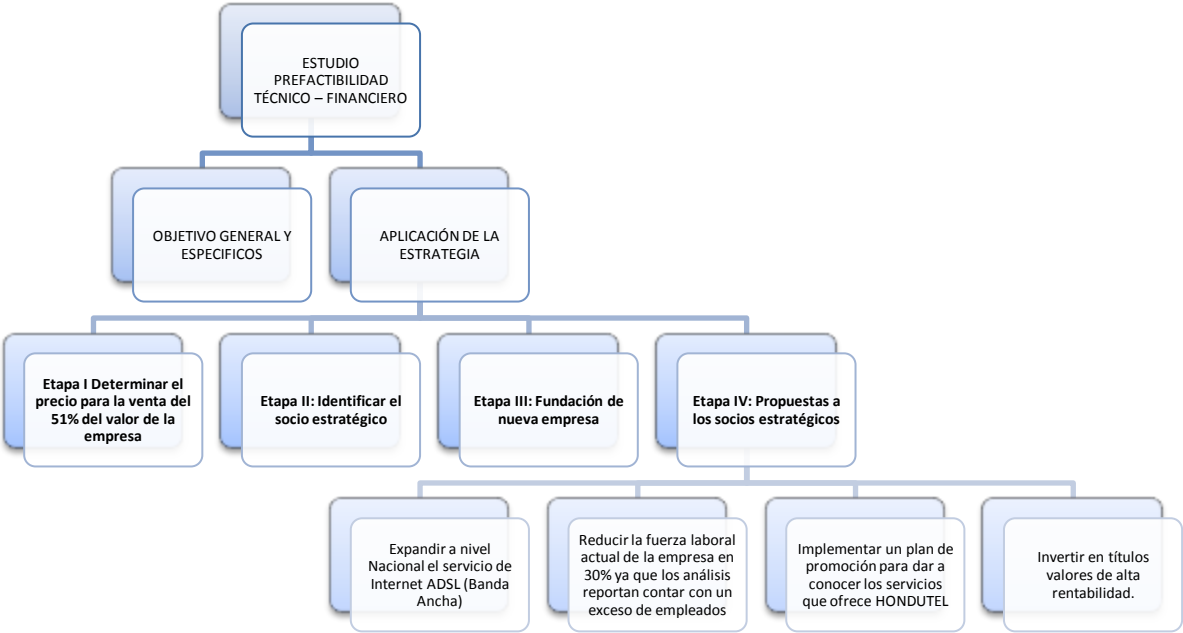 ESTUDIO
PREFACTIBILIDAD
TÉCNICO – FINANCIERO
OBJETIVO GENERAL Y
ESPECIFICOS
APLICACIÓN DE LA
ESTRATEGIA
Etapa I Determinar el
precio para la venta del
51% del valor de la
empresa
Etapa II: Identificar el
socio estratégico
Etapa III: Fundación de
nueva empresa
Etapa IV: Propuestas a
los socios estratégicos
Expandir a nivel
Nacional el servicio de
Internet ADSL (Banda
Ancha)
Reducir la fuerza laboral
actual de la empresa en
30% ya que los análisis
reportan contar con un
exceso de empleados
Implementar un plan de
promoción para dar a
conocer los servicios
que ofrece HONDUTEL
Invertir en títulos
valores de alta
rentabilidad.